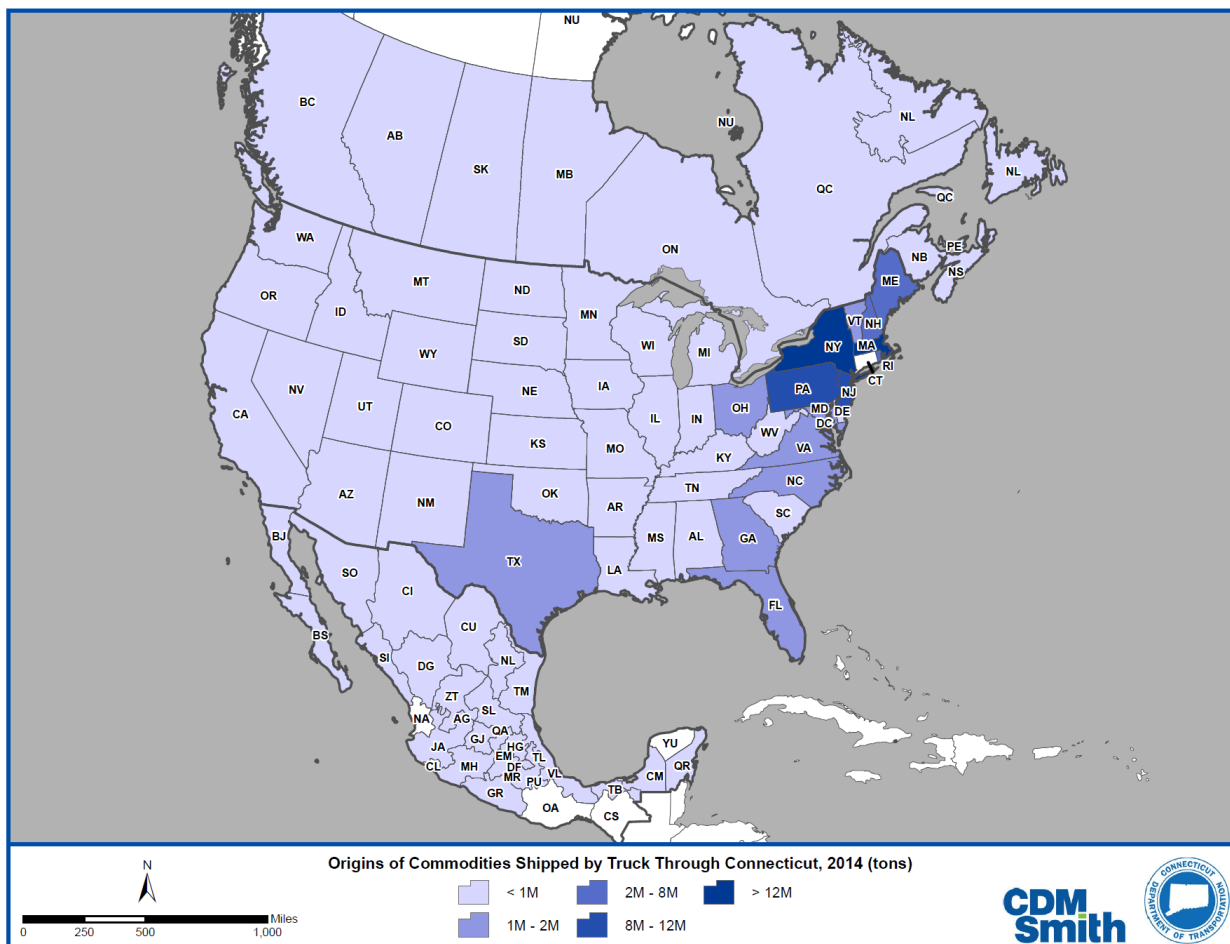 NU
BC
AB
SK
MB
NU
NL
NL
QC
QC
ON
NB
PE
NS
WA
MT
ND
MN
ME
OR
ID
SD
WI
MI
VT
NH
NY
MA
WY
RI
CT
NV
NE
IA
PA
NJ
CA
UT
CO
IL
IN
OH
MD
DE
DC
WV
KS
MO
KY
VA
AZ
NM
OK
AR
TN
NC
SC
BJ
MS
AL
GA
TX
LA
SO
CI
FL
CU
BS
SI
DG
NL
ZT
TM
NA
AG
SL
QA
JA
GJ
HG
EM
TL
CL
MH
DF
MR
PU
VL
YU
CM
QR
GR
TB
OA
CS
Origins of Commodities Shipped by Truck Through Connecticut, 2014 (tons)
N
< 1M
2M - 8M
> 12M
1M - 2M
8M - 12M
Miles
0 250 500 1,000
CDM
Smith
CONNECTICUT
DEPARTMENT OF TRANSPORTATION